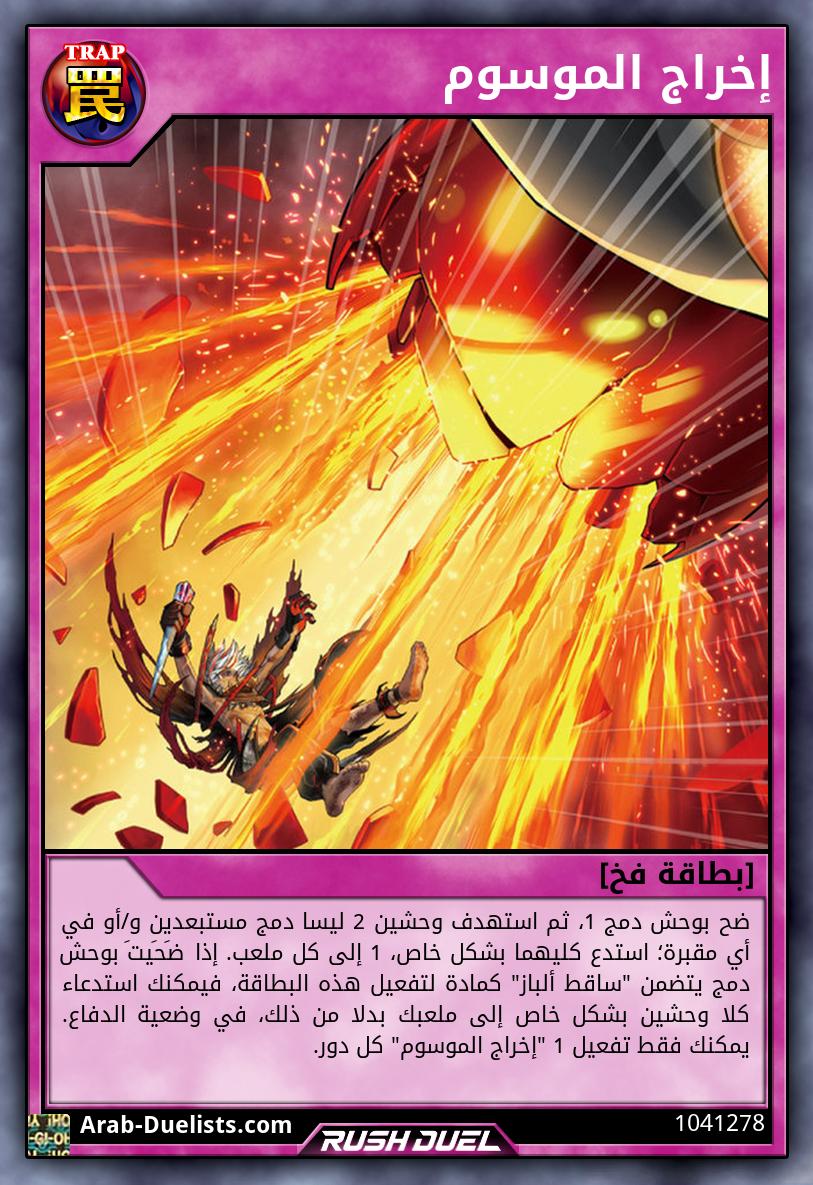 TRAP
罠
إخراج الموسوم
[بطاقة فخ]
ضح بوحش دمج 1، ثم استهدف وحشين 2 ليسا دمج مستبعدين و/أو في
أي مقبرة؛ استدع كليهما بشكل خاص، 1 إلى كل ملعب. إذا ضَحَيتَ بوحش
دمج يتضمن "ساقط ألباز" كمادة لتفعيل هذه البطاقة، فيمكنك استدعاء
كلا وحشين بشكل خاص إلى ملعبك بدلا من ذلك، في وضعية الدفاع.
يمكنك فقط تفعيل 1 "إخراج الموسوم" كل دور.
Arab-Duelists.com
RUSH DUEL
1041278